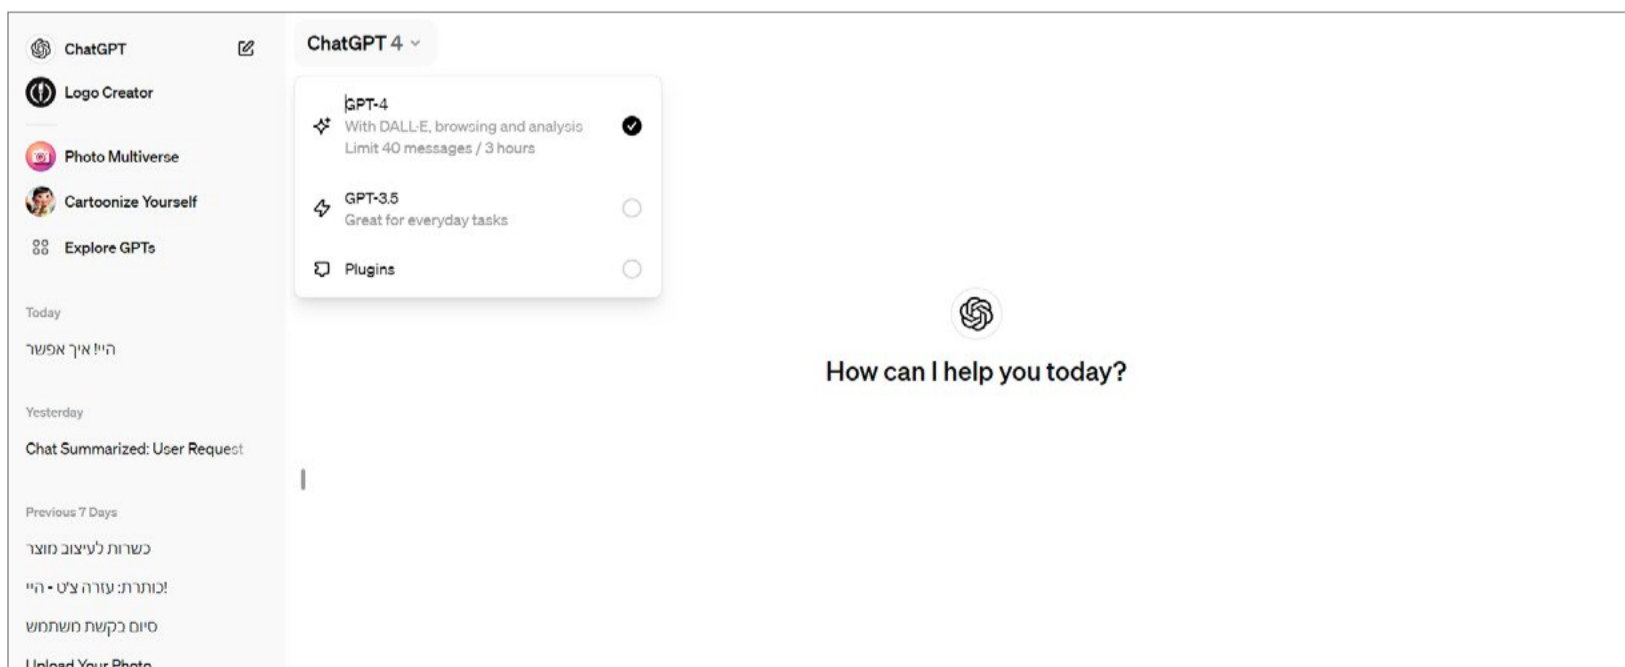 ChatGPT
Logo Creator
Photo Multiverse
Cartoonize Yourself
Explore GPTs
Today
היי! איך אפשר
Yesterday
Chat Summarized: User Request
Previous 7 Days
כשרות לעיצוב מוצר
כותרת: עזרה צ'ט - היי!
סיום בקשת משתמש
Upload Your Photo
ChatGPT 4
GPT-4
With DALL·E, browsing and analysis
Limit 40 messages / 3 hours
GPT-3.5
Great for everyday tasks
Plugins
How can I help you today?